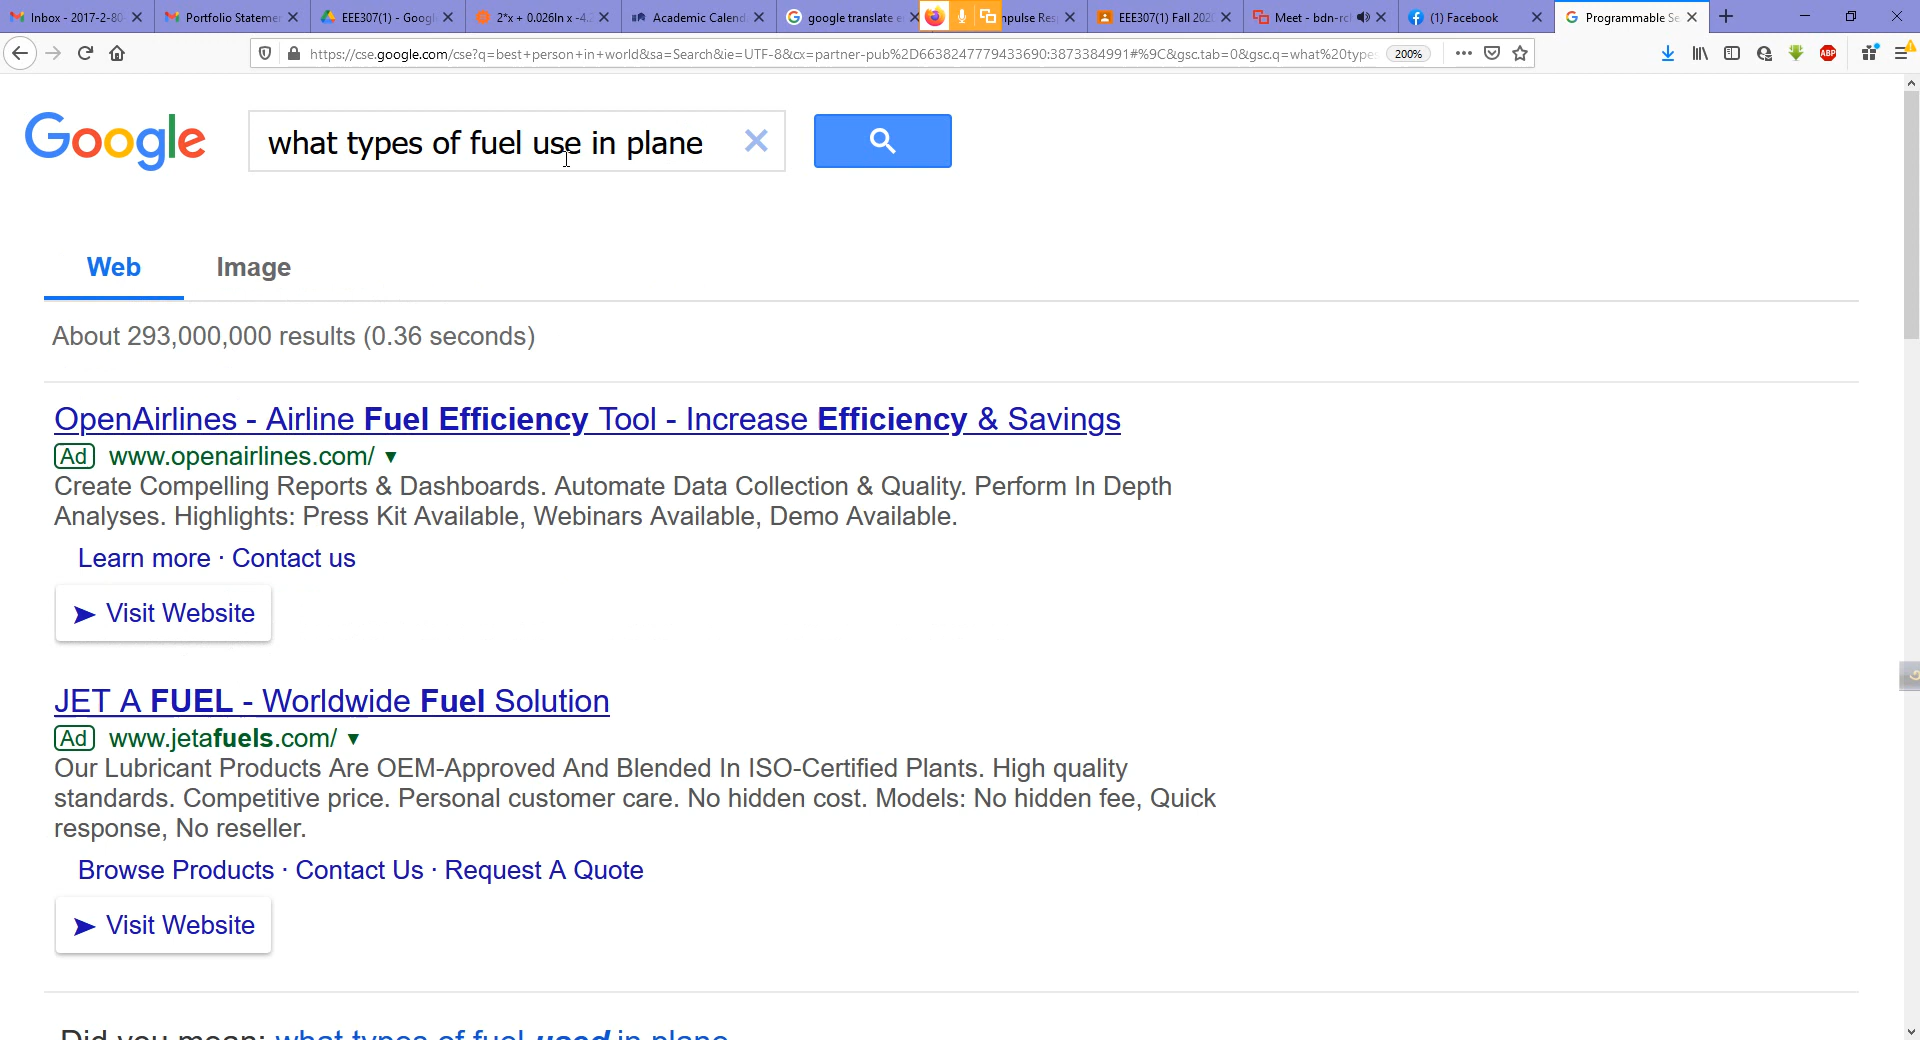 Inbox - 2017-2-80
Portfolio Stateme
EEE307(1) - Googl
2*x + 0.026ln x -4.
Academic Calend
google translate e
npulse Res
EEE307(1) Fall 202
Meet - bdn-rcl
(1) Facebook
Programmable Se
https://cse.google.com/cse?q=best+person+in+world&sa=Search&ie=UTF-8&cx=partner-pub%2D6638247779433690:3873384991#%9C&gsc.tab=0&gsc.q=what%20type
200%
ABP
Google
what types of fuel use in plane
Web
Image
About 293,000,000 results (0.36 seconds)
OpenAirlines - Airline Fuel Efficiency Tool - Increase Efficiency & Savings
Ad www.openairlines.com/ ▼
Create Compelling Reports & Dashboards. Automate Data Collection & Quality. Perform In Depth
Analyses. Highlights: Press Kit Available, Webinars Available, Demo Available.
Learn more · Contact us
➤ Visit Website
JET A FUEL - Worldwide Fuel Solution
Ad www.jetafuels.com/ ▼
Our Lubricant Products Are OEM-Approved And Blended In ISO-Certified Plants. High quality
standards. Competitive price. Personal customer care. No hidden cost. Models: No hidden fee, Quick
response, No reseller.
Browse Products · Contact Us · Request A Quote
➤ Visit Website
Did you mean: what types of fuel used in plane